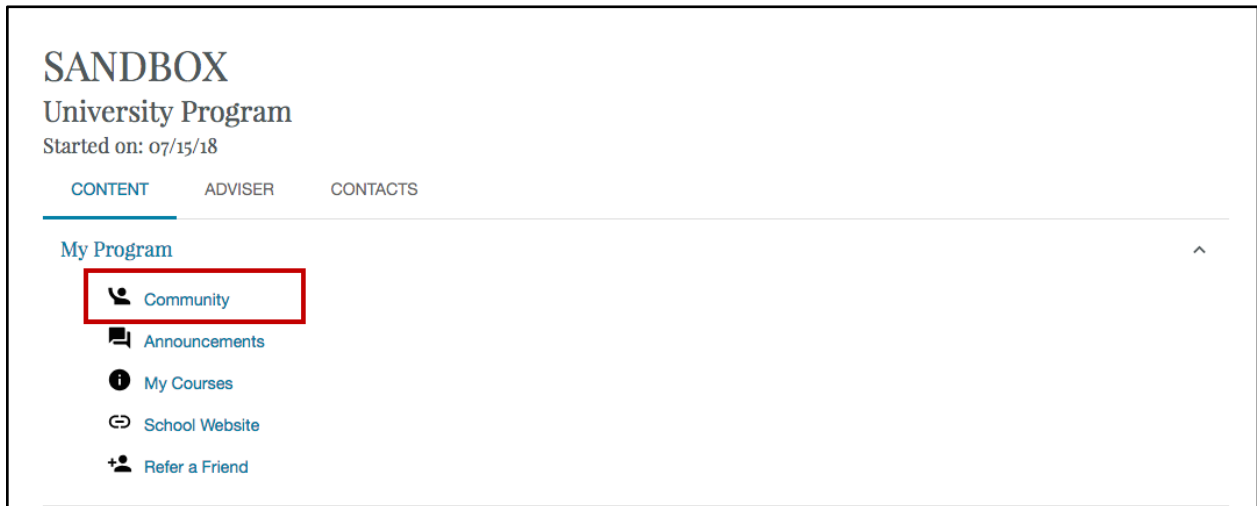 SANDBOX
University Program
Started on: 07/15/18
CONTENT ADVISER CONTACTS
My Program
Community
Announcements
My Courses
School Website
Refer a Friend